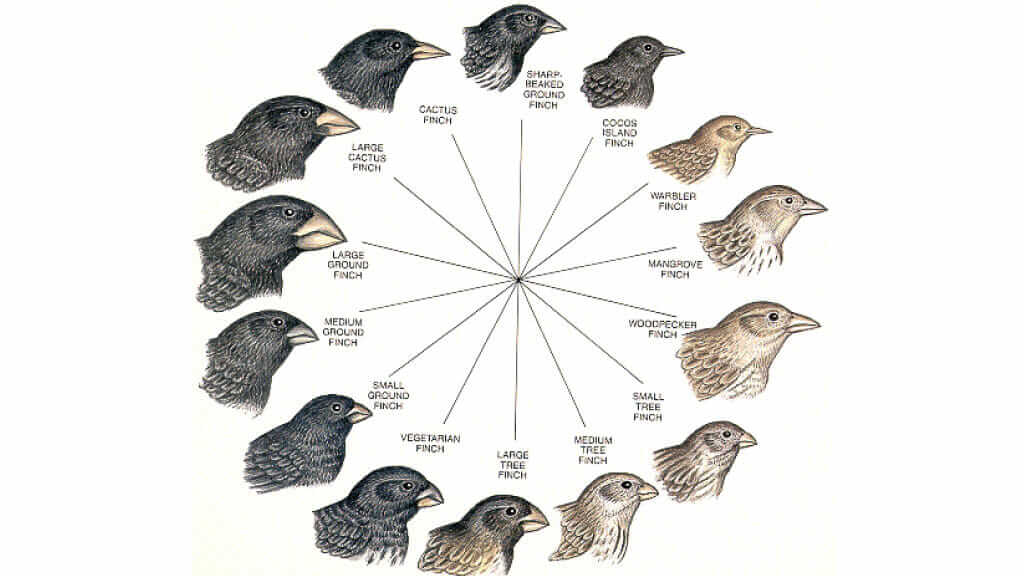 SHARP-
BEAKED
GROUND
FINCH
COCOS
ISLAND
FINCH
WARBLER
FINCH
MANGROVE
FINCH
WOODPECKER
FINCH
SMALL
TREE
FINCH
MEDIUM
TREE
FINCH
LARGE
TREE
FINCH
VEGETARIAN
FINCH
SMALL
GROUND
FINCH
MEDIUM
GROUND
FINCH
LARGE
GROUND
FINCH
LARGE
CACTUS
FINCH
CACTUS
FINCH